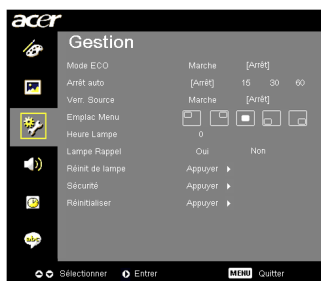 acer
Gestion
Mode ECO Marche [Arrêt]
Arrêt auto [Arrêt] 15 30 60
Verr. Source Marche [Arrêt]
Emplac Menu
Heure Lampe 0
Lampe Rappel Oui Non
Réinit de lampe Appuyer
Sécurité Appuyer
Réinitialiser Appuyer
abc
Sélectionner Entrer MENU Quitter